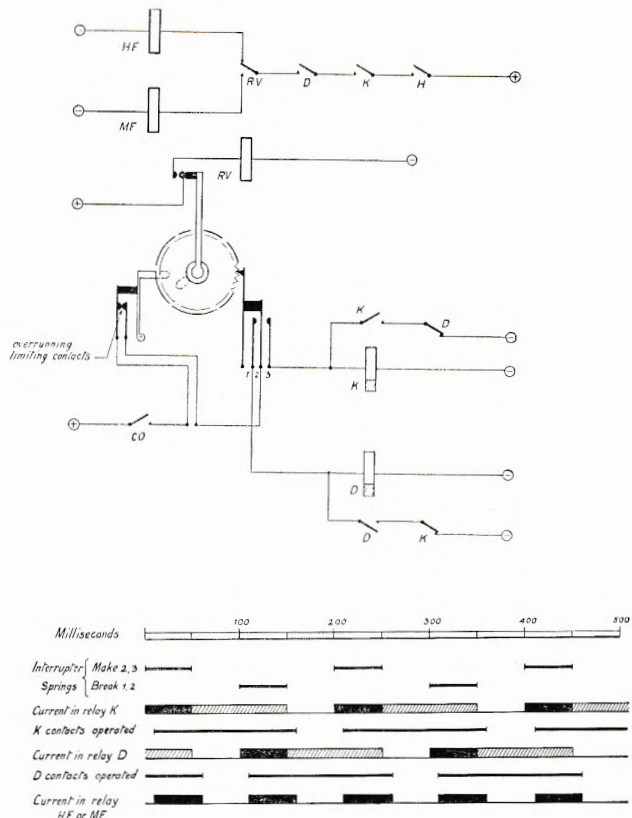 HF
MF
RV D K H
RV
overrunning
limiting contacts
1 2 3
K D
K
CO
D
D K
Milliseconds 100 200 300 400 500
Interrupter { Make 2,3
Springs { Break 1,2
Current in relay K
K contacts operated
Current in relay D
D contacts operated
Current in relay
HF or MF